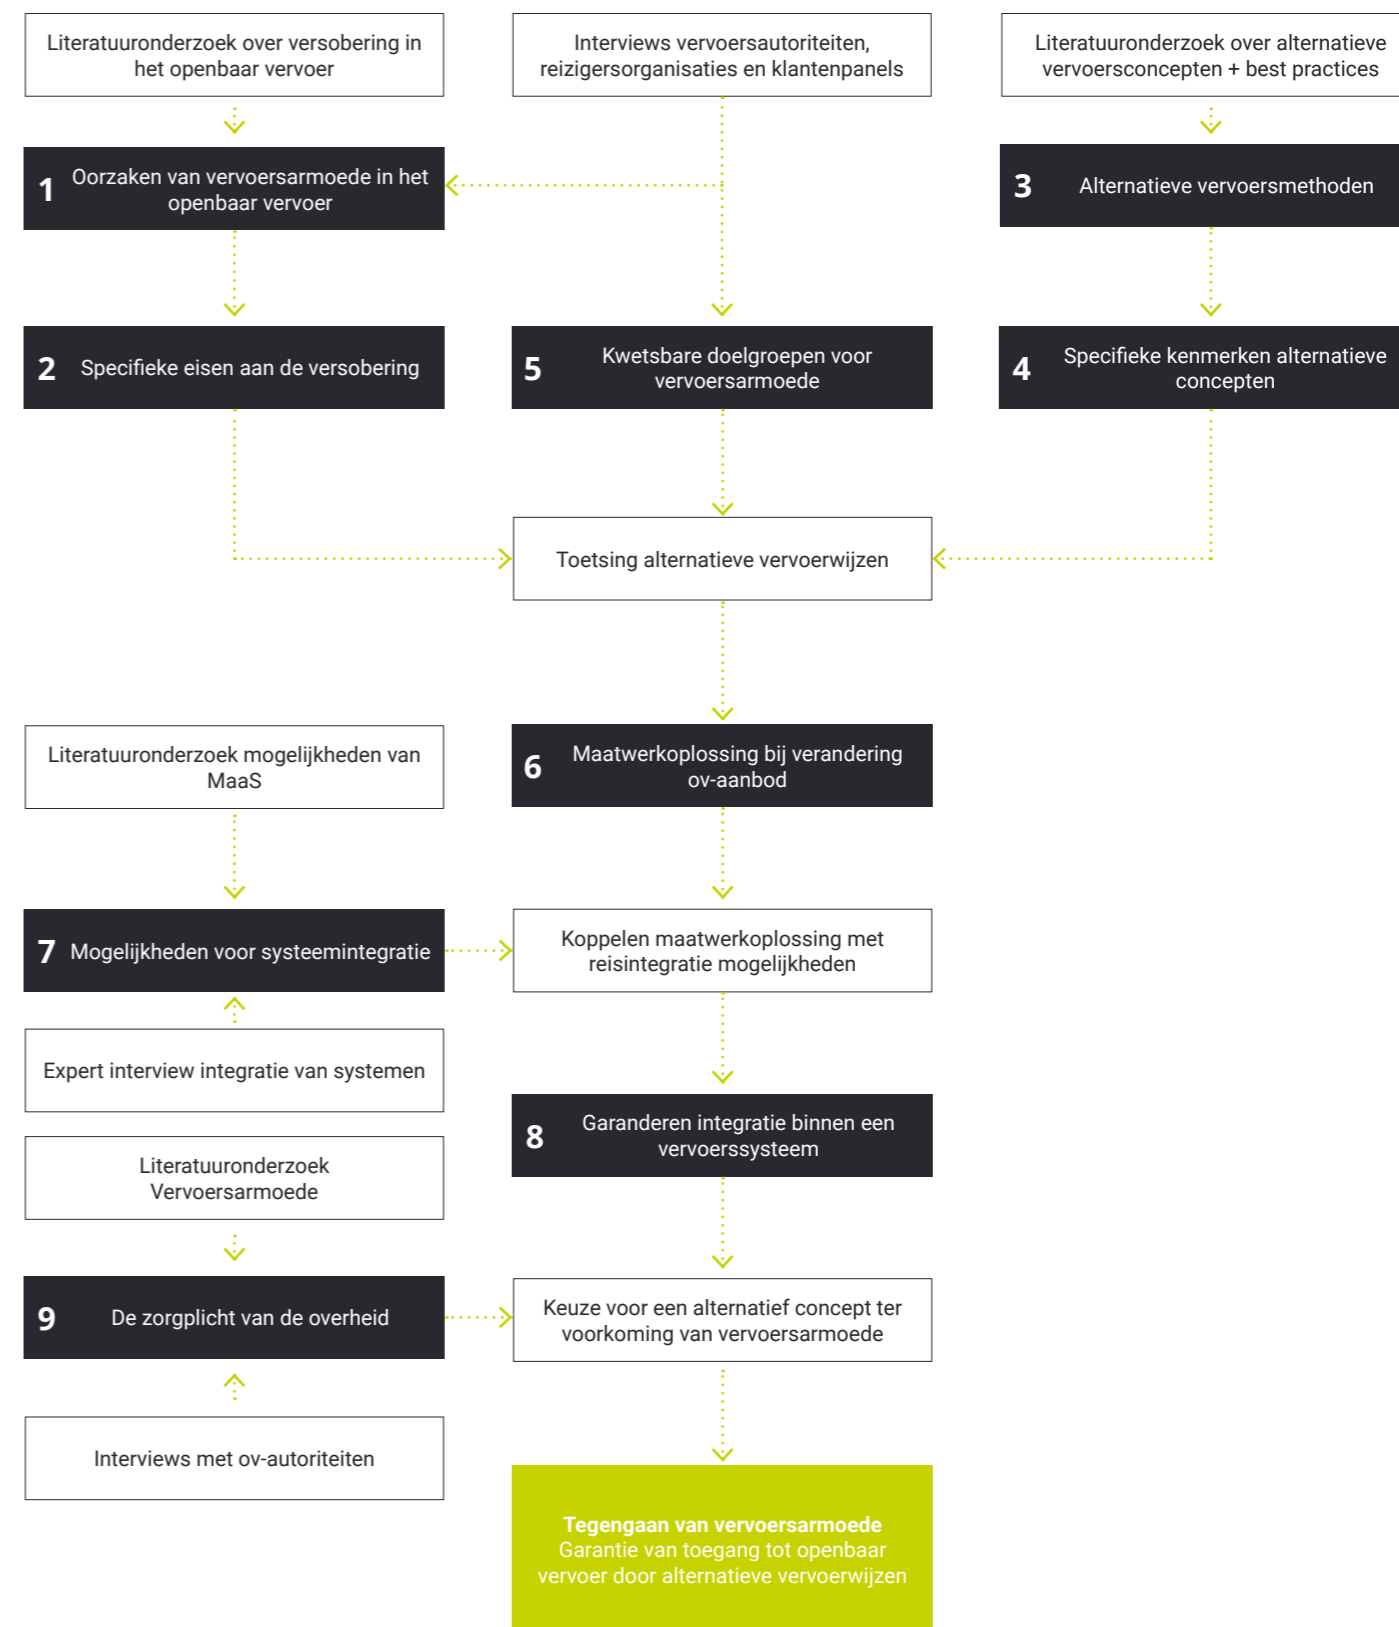 Literatuuronderzoek over versobering in
het openbaar vervoer
Interviews vervoersautoriteiten,
reizigersorganisaties en klantenpanels
Literatuuronderzoek over alternatieve
vervoersconcepten + best practices
1
Oorzaken van vervoersarmoede in het
openbaar vervoer
3
Alternatieve vervoersmethoden
2
Specifieke eisen aan de versobering
5
Kwetsbare doelgroepen voor
vervoersarmoede
4
Specifieke kenmerken alternatieve
concepten
Toetsing alternatieve vervoerwijzen
Literatuuronderzoek mogelijkheden van
MaaS
6
Maatwerkoplossing bij verandering
ov-aanbod
7
Mogelijkheden voor systeemintegratie
Koppelen maatwerkoplossing met
reisintegratie mogelijkheden
Expert interview integratie van systemen
8
Garanderen integratie binnen een
vervoerssysteem
Literatuuronderzoek
Vervoersarmoede
9
De zorgplicht van de overheid
Keuze voor een alternatief concept ter
voorkoming van vervoersarmoede
Interviews met ov-autoriteiten
Tegengaan van vervoersarmoede
Garantie van toegang tot openbaar
vervoer door alternatieve vervoerwijzen